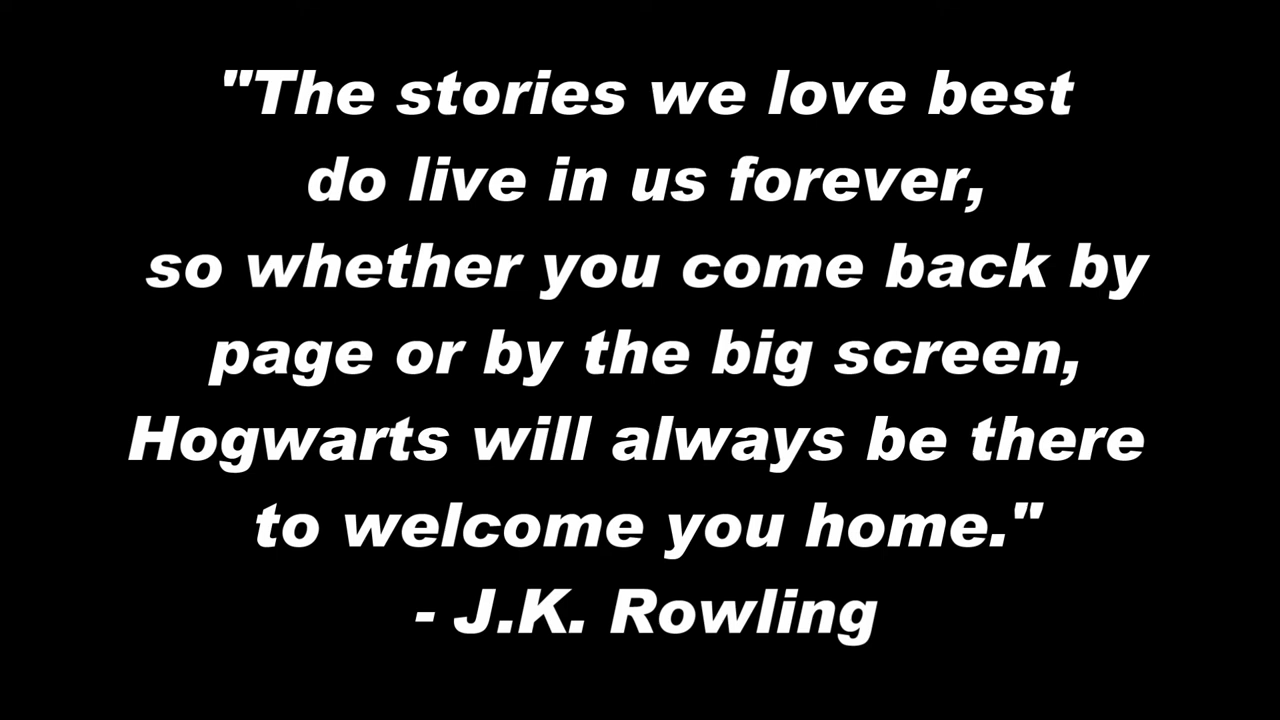 "The stories we love best
do live in us forever,
so whether you come back by
page or by the big screen,
Hogwarts will always be there
to welcome you home."
- J.K. Rowling